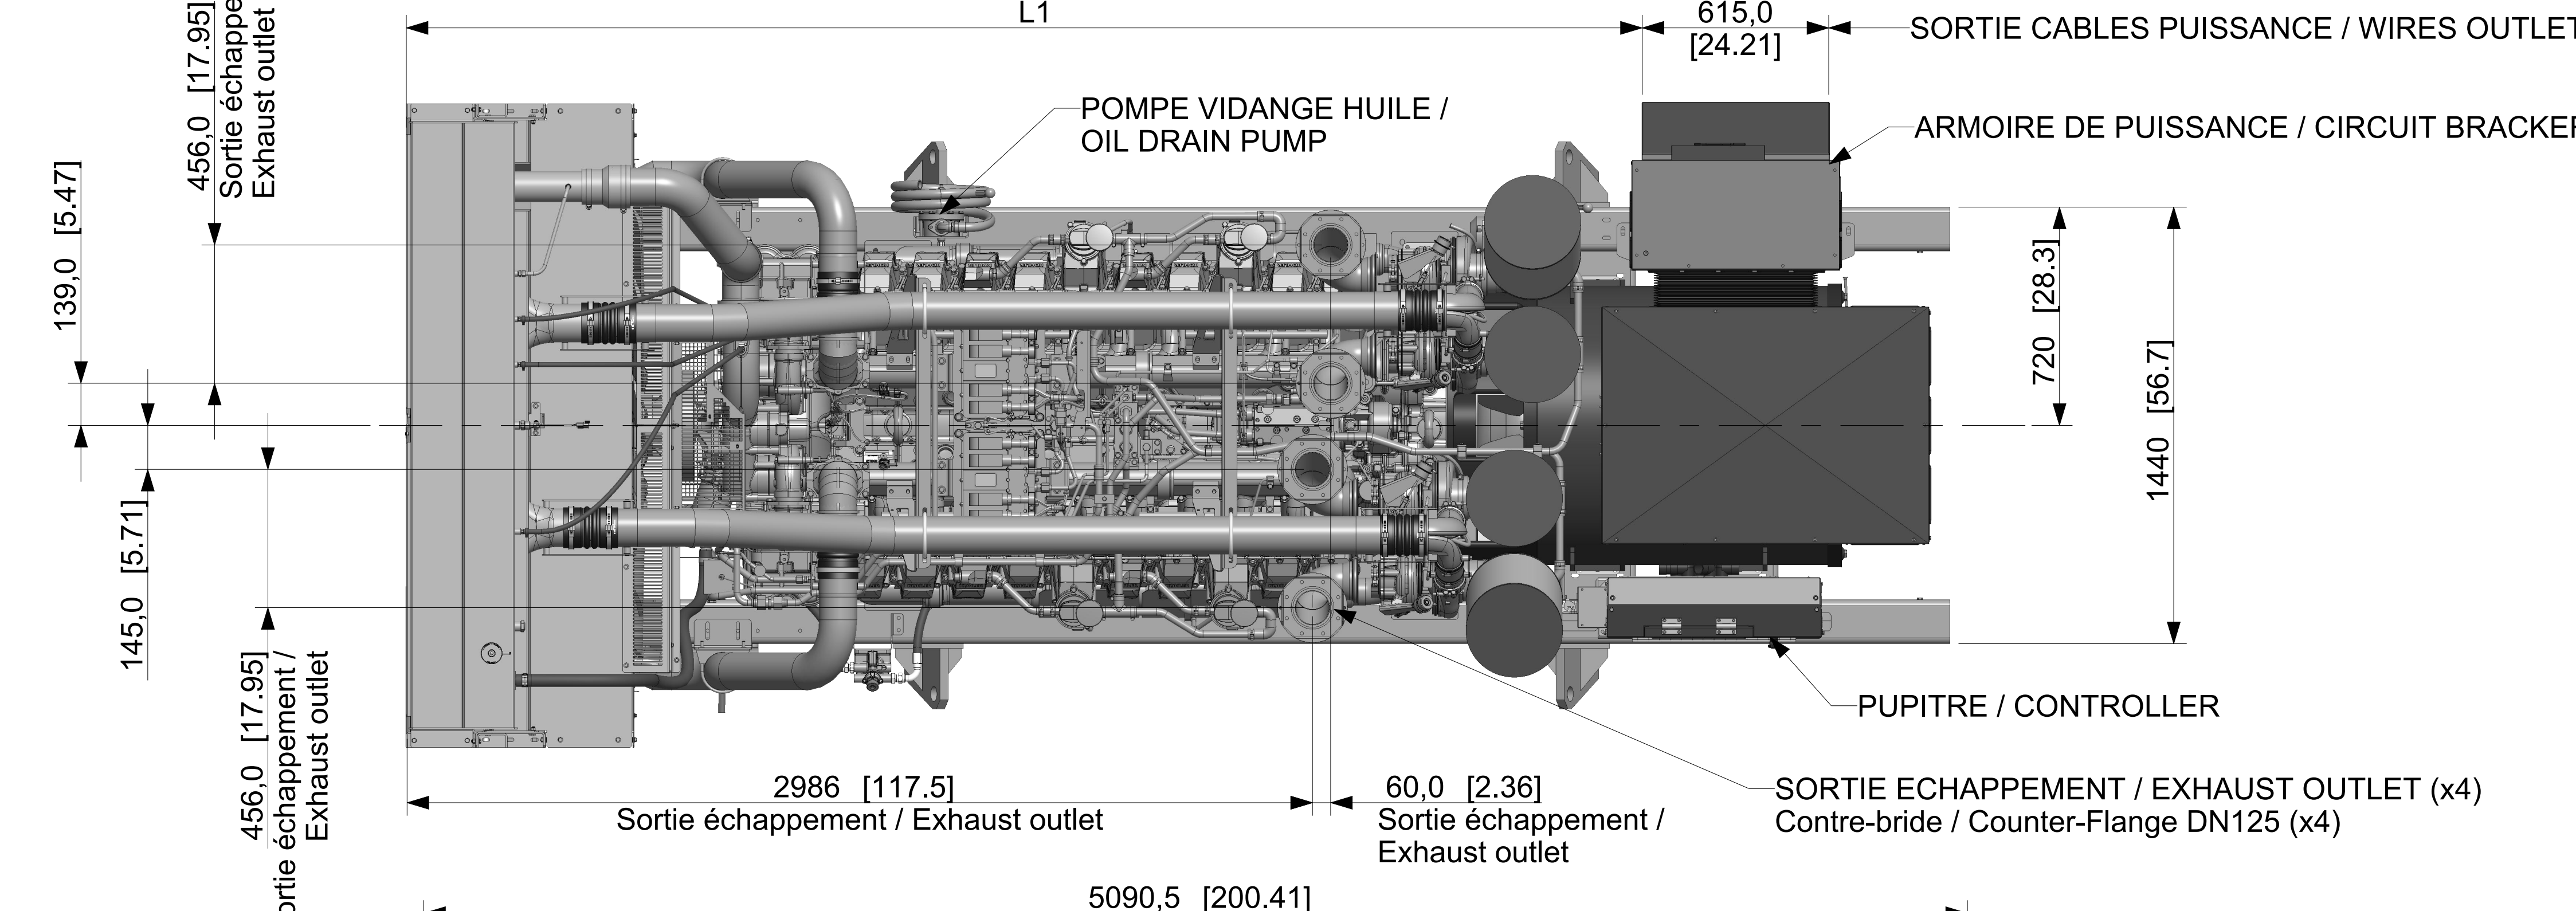 L1
615,0
[24.21]
SORTIE CABLES PUISSANCE / WIRES OUTLET
456,0 [17.95]
Sortie échappe
Exhaust outlet
POMPE VIDANGE HUILE /
OIL DRAIN PUMP
ARMOIRE DE PUISSANCE / CIRCUIT BRACKER
139,0 [5.47]
720 [28.3]
1440 [56.7]
145,0 [5.71]
456,0 [17.95]
ortie échappement /
Exhaust outlet
PUPITRE / CONTROLLER
2986 [117.5]
Sortie échappement / Exhaust outlet
60,0 [2.36]
Sortie échappement /
Exhaust outlet
SORTIE ECHAPPEMENT / EXHAUST OUTLET (x4)
Contre-bride / Counter-Flange DN125 (x4)
5090,5 [200.41]